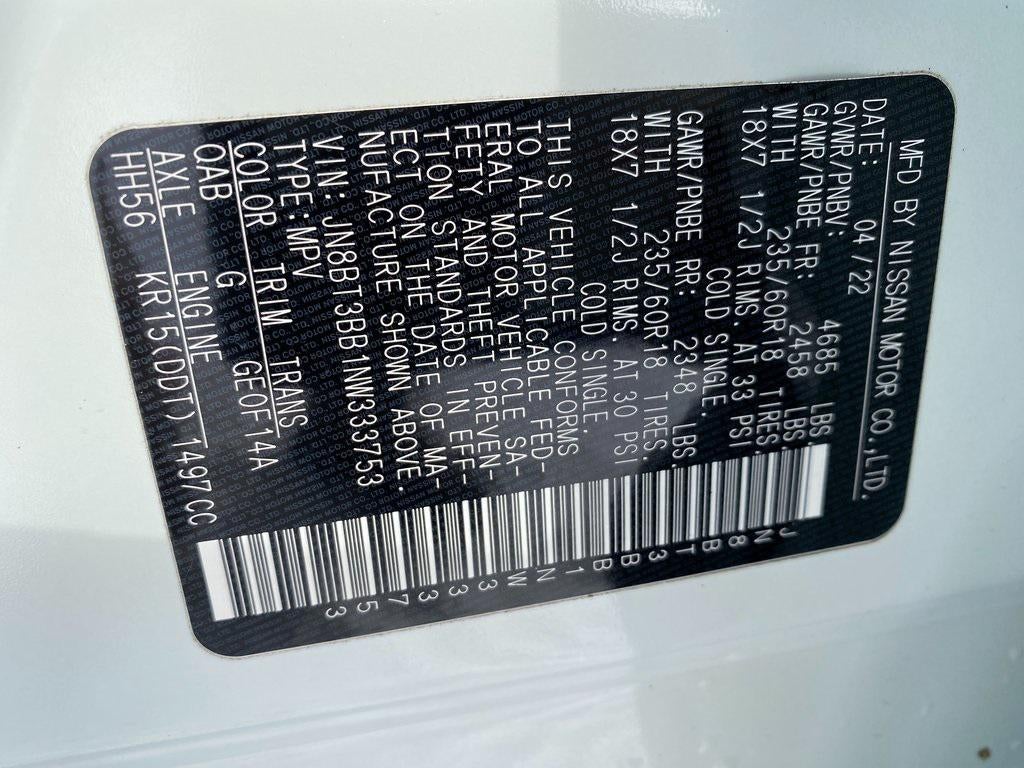 MFD BY NISSAN MOTOR CO.,LTD.
DATE: 04/22
GVWR/PNBV: 4685 LBS
GAWR/PNBE FR: 2458 LBS
WITH 235/60R18 TIRES.
18X7 1/2J RIMS. AT 33 PSI
COLD SINGLE.
GAWR/PNBE RR: 2348 LBS.
WITH 235/60R18 TIRES
18X7 1/2J RIMS. AT 30 PSI
COLD SINGLE.
THIS VEHICLE CONFORMS
TO ALL APPLICABLE FED-
ERAL MOTOR VEHICLE SA-
FETY AND THEFT PREVEN-
TION STANDARDS IN EFF-
ECT ON THE DATE OF MA-
NUFACTURE SHOWN ABOVE.
VIN: JN8BT3BB1NW333753
TYPE:MPV
COLOR TRIM TRANS
QAB G GEOF14A
AXLE ENGINE
HH56 KR15(DDT)1497CC
JN8BT3BB1NW333753